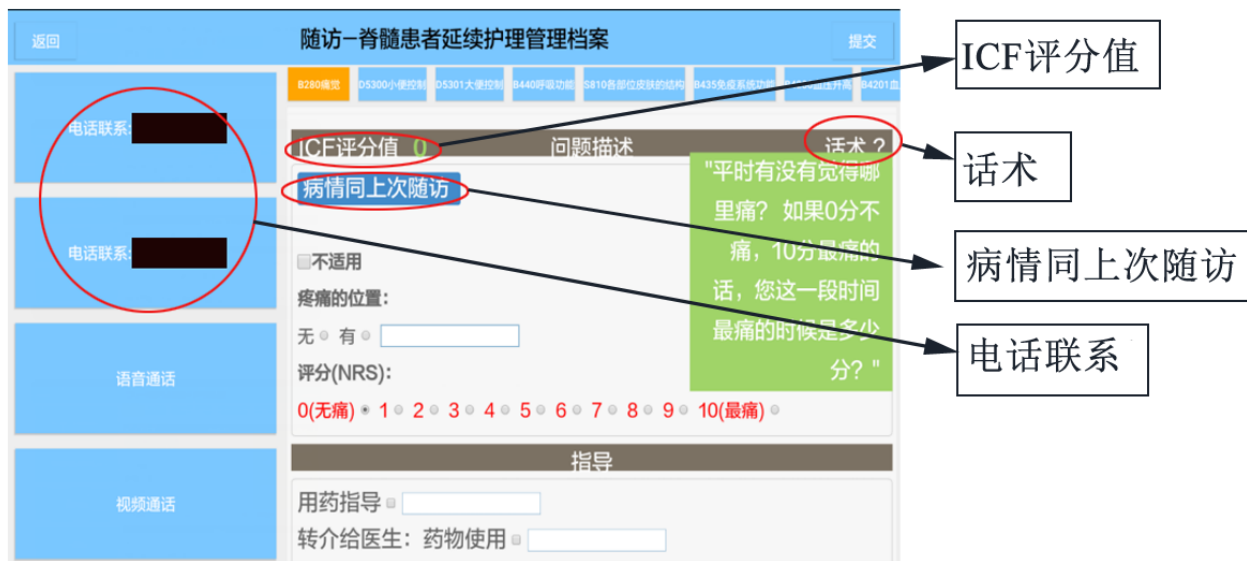 返回
随访-脊髓患者延续护理管理档案
提交
B280痛觉 D5300小便控制 D5301大便控制 B440呼吸功能 S810各部位皮肤的结构 B435免疫系统功能
电话联系:
电话联系:
语音通话
视频通话
ICF评分值 0 问题描述 话术?
病情同上次随访
"平时有没有觉得哪
里痛? 如果0分不
痛,10分最痛的
话,您这一段时间
最痛的时候是多少
分?"
不适用
疼痛的位置:
无 有
评分(NRS):
0(无痛) 1 2 3 4 5 6 7 8 9 10(最痛)
指导
用药指导
转介给医生: 药物使用
ICF评分值
话术
病情同上次随访
电话联系